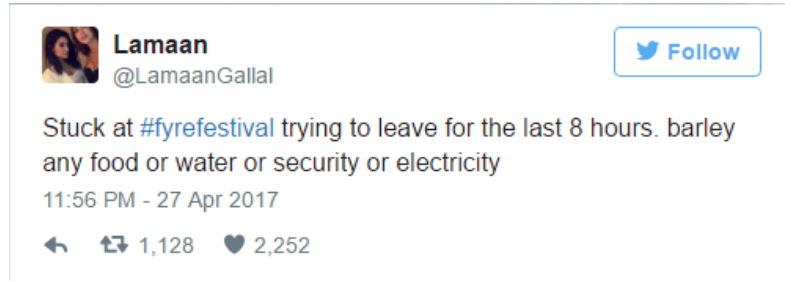 Lamaan
@LamaanGallal
Follow
Stuck at #fyrefestival trying to leave for the last 8 hours. barley
any food or water or security or electricity
11:56 PM - 27 Apr 2017
1,128 2,252